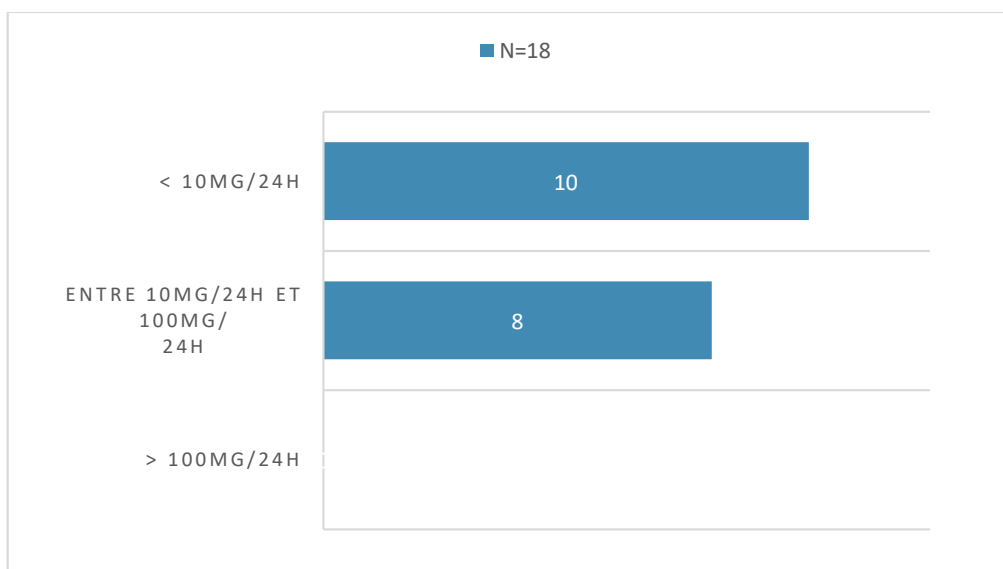 N=18
< 10MG/24H
10
ENTRE 10MG/24H ET
100MG/
24H
8
> 100MG/24H